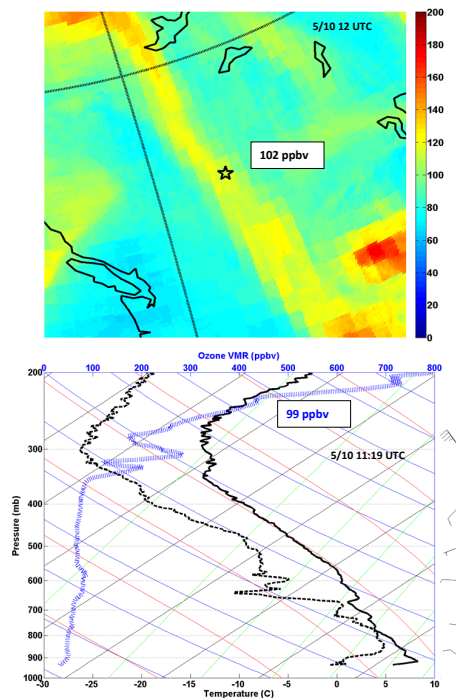 5/10 12 UTC
200
180
160
140
120
100
80
60
40
20
0
102 ppbv
Ozone VMR (ppbv)
0 100 200 300 400 500 600 700 800
200
300
400
500
600
700
800
900
1000
Pressure (mb)
99 ppbv
5/10 11:19 UTC
-30 -25 -20 -15 -10 -5 0 5 10
Temperature (C)